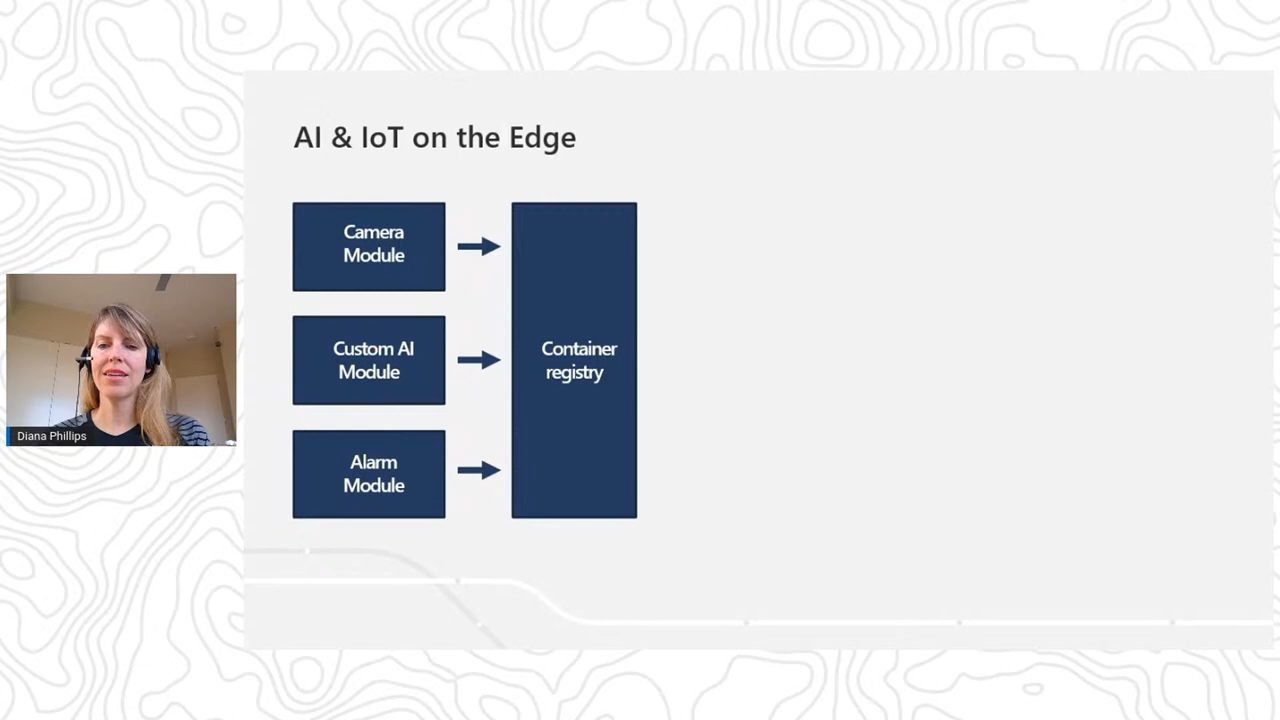 AI & IoT on the Edge
Camera
Module
Custom AI
Module
Alarm
Module
Container
registry
Diana Phillips